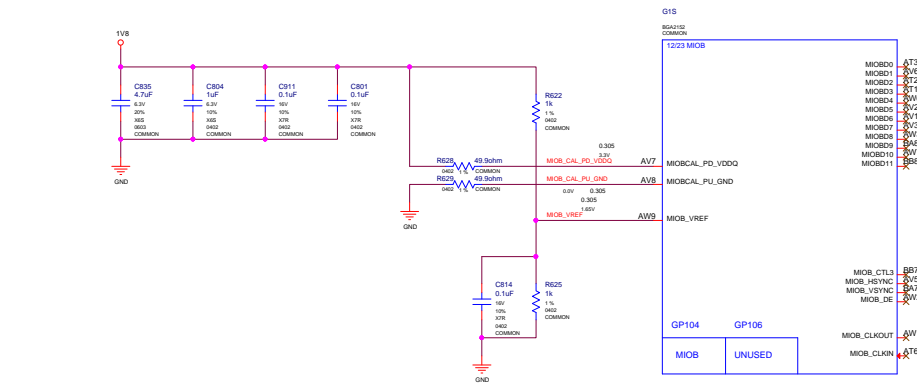 G1S
BGA2152
COMMON
12/23 MIOB
1V8
C835
4.7uF
6.3V
20%
X6S
0603
COMMON
C804
1uF
6.3V
10%
X6S
0402
COMMON
C911
0.1uF
16V
10%
X7R
0402
COMMON
C801
0.1uF
16V
10%
X7R
0402
COMMON
GND
R622
1k
1 %
0402
COMMON
R628 49.9ohm
0402 1 % COMMON
R629 49.9ohm
0402 1 % COMMON
GND
0.305
MIOB_CAL_PD_VDDQ 3.3V AV7 MIOBCAL_PD_VDDQ
MIOB_CAL_PU_GND AV8 MIOBCAL_PU_GND
0.0V 0.305
0.305
1.65V
MIOB_VREF AW9 MIOB_VREF
C814
0.1uF
16V
10%
X7R
0402
COMMON
R625
1k
1 %
0402
COMMON
GND
MIOBD0
MIOBD1
MIOBD2
MIOBD3
MIOBD4
MIOBD5
MIOBD6
MIOBD7
MIOBD8
MIOBD9
MIOBD10
MIOBD11
MIOB_CTL3
MIOB_HSYNC
MIOB_VSYNC
MIOB_DE
MIOB_CLKOUT
MIOB_CLKIN
GP104 GP106
MIOB UNUSED